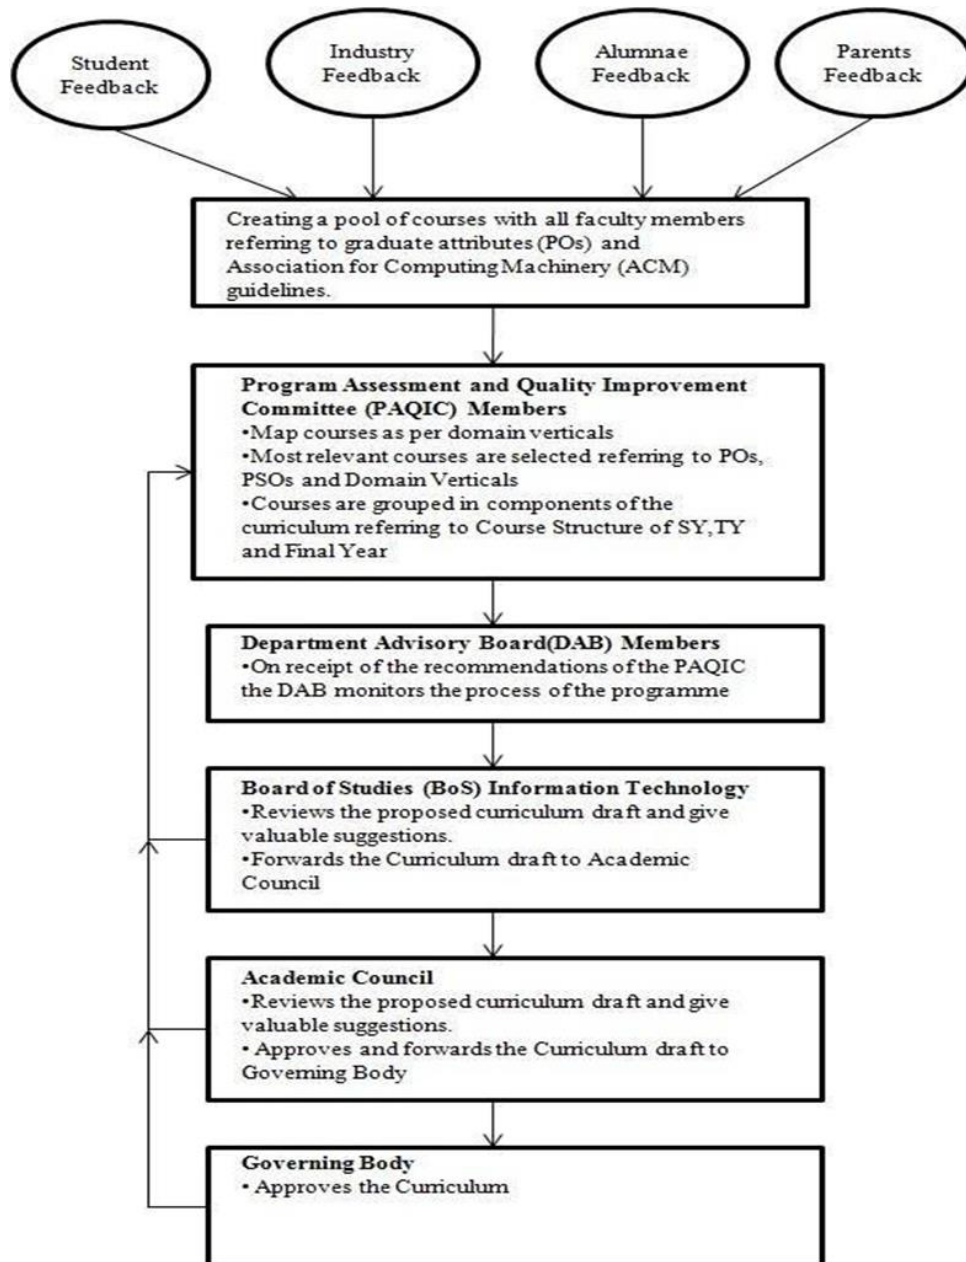 Student
Feedback
Industry
Feedback
Alumnae
Feedback
Parents
Feedback
Creating a pool of courses with all faculty members
referring to graduate attributes (POs) and
Association for Computing Machinery (ACM)
guidelines.
Program Assessment and Quality Improvement
Committee (PAQIC) Members
•Map courses as per domain verticals
•Most relevant courses are selected referring to POs,
PSOs and Domain Verticals
•Courses are grouped in components of the
curriculum referring to Course Structure of SY,TY
and Final Year
Department Advisory Board(DAB) Members
•On receipt of the recommendations of the PAQIC
the DAB monitors the process of the programme
Board of Studies (BoS) Information Technology
•Reviews the proposed curriculum draft and give
valuable suggestions.
•Forwards the Curriculum draft to Academic
Council
Academic Council
•Reviews the proposed curriculum draft and give
valuable suggestions.
• Approves and forwards the Curriculum draft to
Governing Body
Governing Body
• Approves the Curriculum